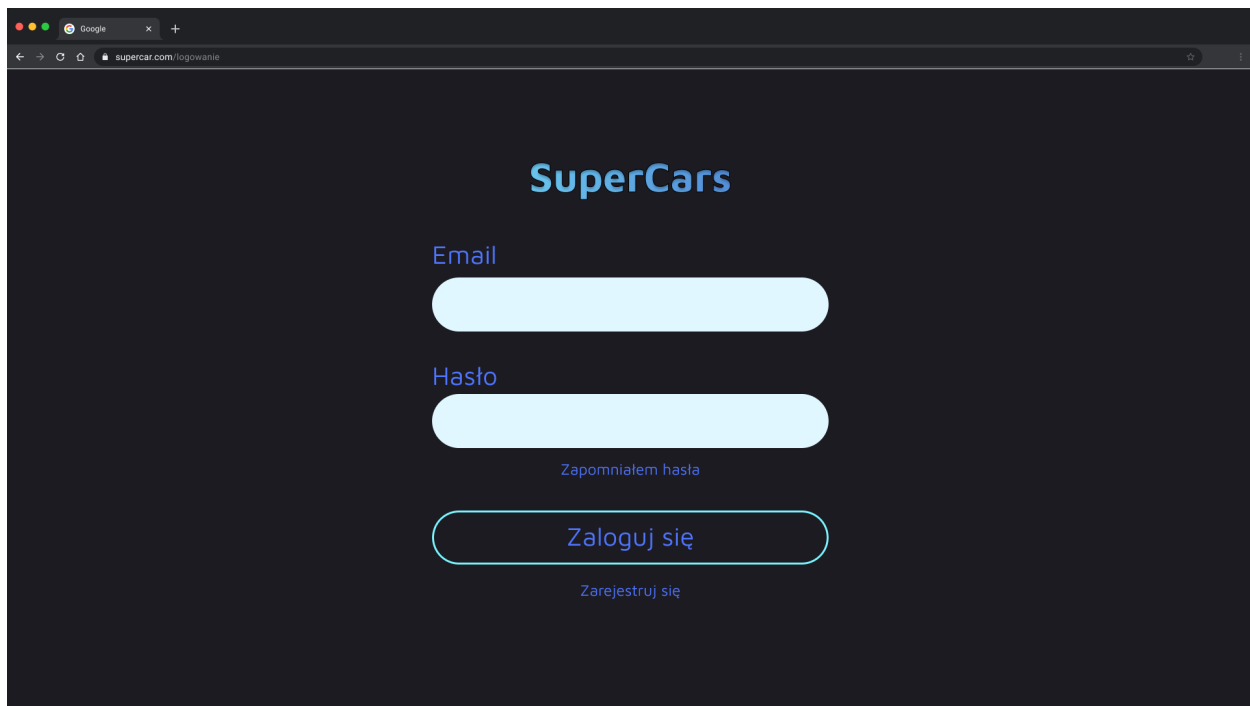 Google
supercar.com/logowanie
SuperCars
Email
Hasło
Zapomniałem hasła
Zaloguj się
Zarejestruj się